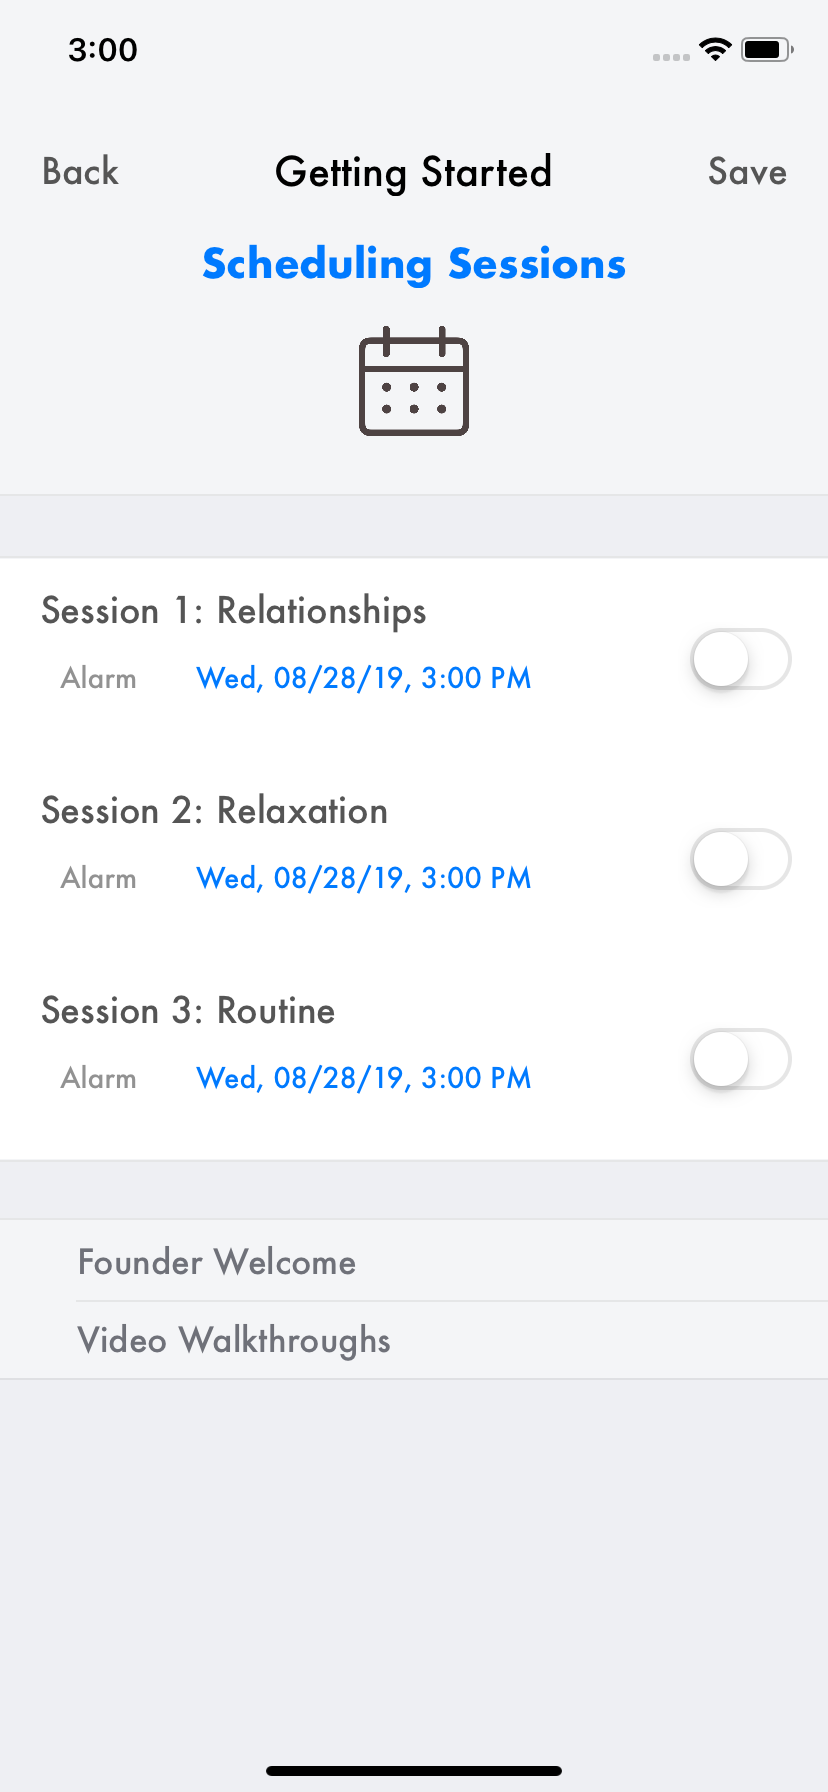 3:00
Back Getting Started Save
Scheduling Sessions
Session 1: Relationships
Alarm Wed, 08/28/19, 3:00 PM
Session 2: Relaxation
Alarm Wed, 08/28/19, 3:00 PM
Session 3: Routine
Alarm Wed, 08/28/19, 3:00 PM
Founder Welcome
Video Walkthroughs